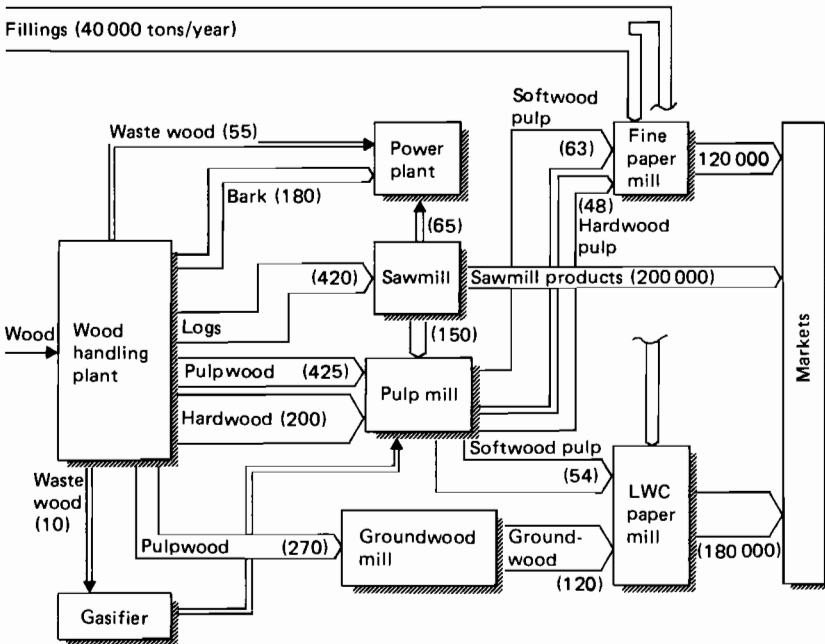 Fillings (40 000 tons/year)
Softwood
pulp
Waste wood (55)
Power
plant
(63)
Fine
paper
mill
120 000
Bark (180)
(48)
Hardwood
pulp
(65)
(420)
Sawmill
Sawmill products (200 000)
Wood
Wood
handling
plant
Logs
(150)
Markets
Pulpwood (425)
Pulp mill
Hardwood (200)
Softwood pulp
(54)
LWC
paper
mill
Waste
wood
(10)
Pulpwood (270)
Groundwood
mill
Ground-
wood
(120)
(180 000)
Gasifier